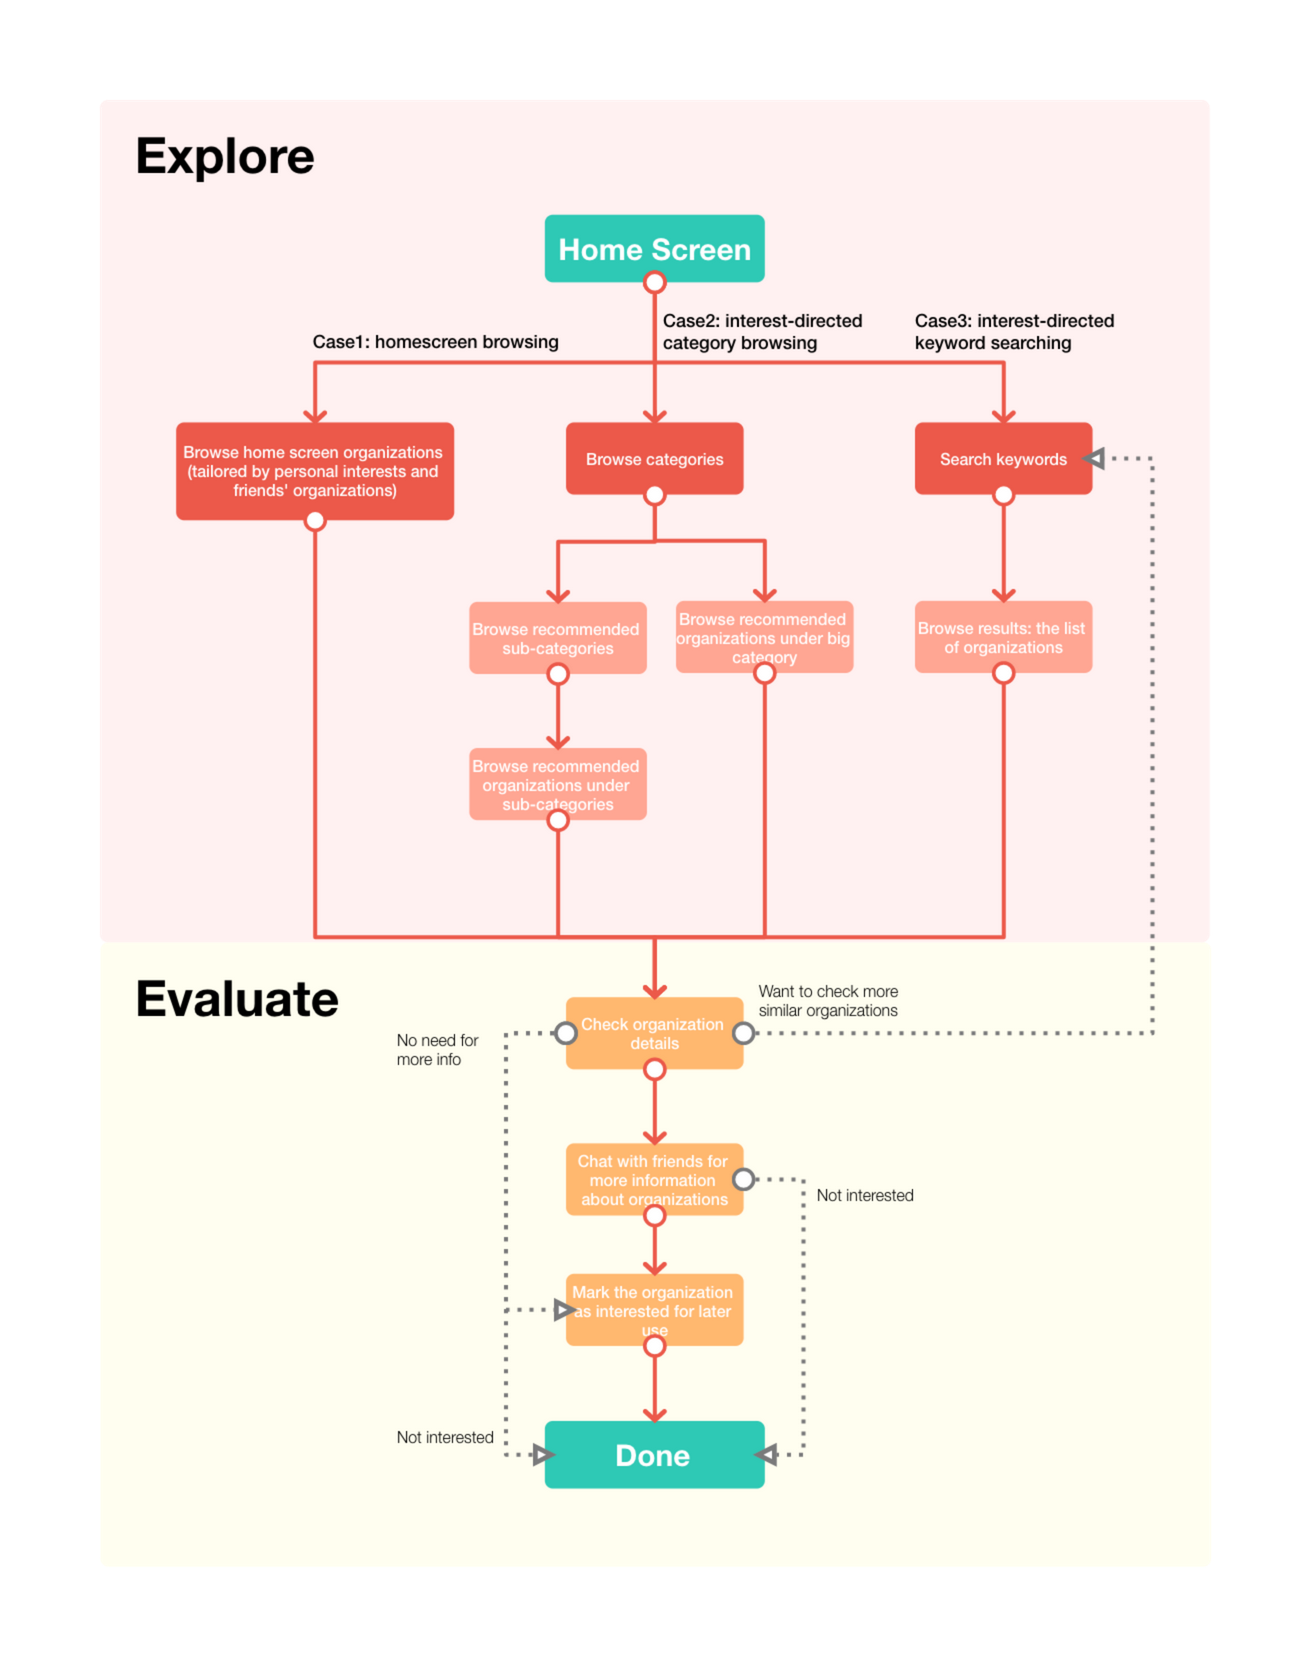 Explore
Home Screen
Case1: homescreen browsing
Case2: interest-directed
category browsing
Case3: interest-directed
keyword searching
Browse home screen organizations
(tailored by personal interests and
friends' organizations)
Browse categories
Search keywords
Browse recommended
sub-categories
Browse recommended
organizations under big
category
Browse results: the list
of organizations
Browse recommended
organizations under
sub-categories
Evaluate
Check organization
details
Want to check more
similar organizations
No need for
more info
Chat with friends for
more information
about organizations
Not interested
Mark the organization
as interested for later
use
Not interested
Done